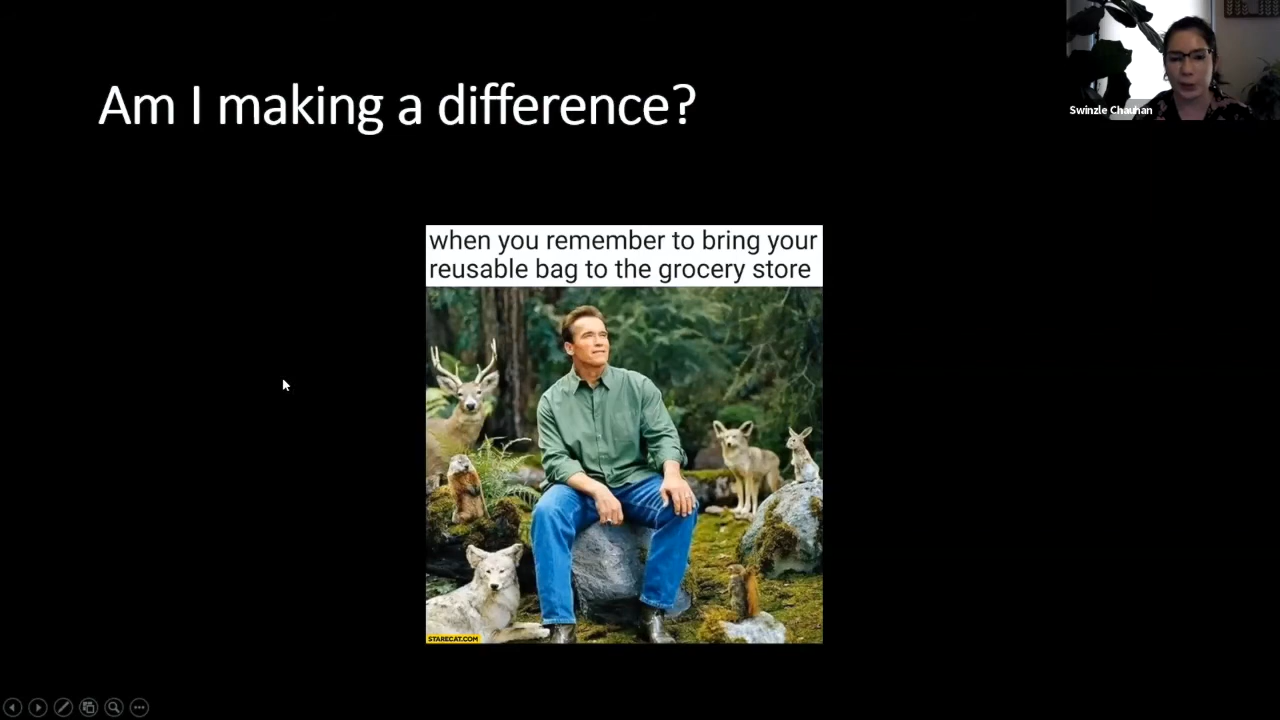 Am I making a difference?
Swinzle Chauhan
when you remember to bring your
reusable bag to the grocery store
STARECAT.COM